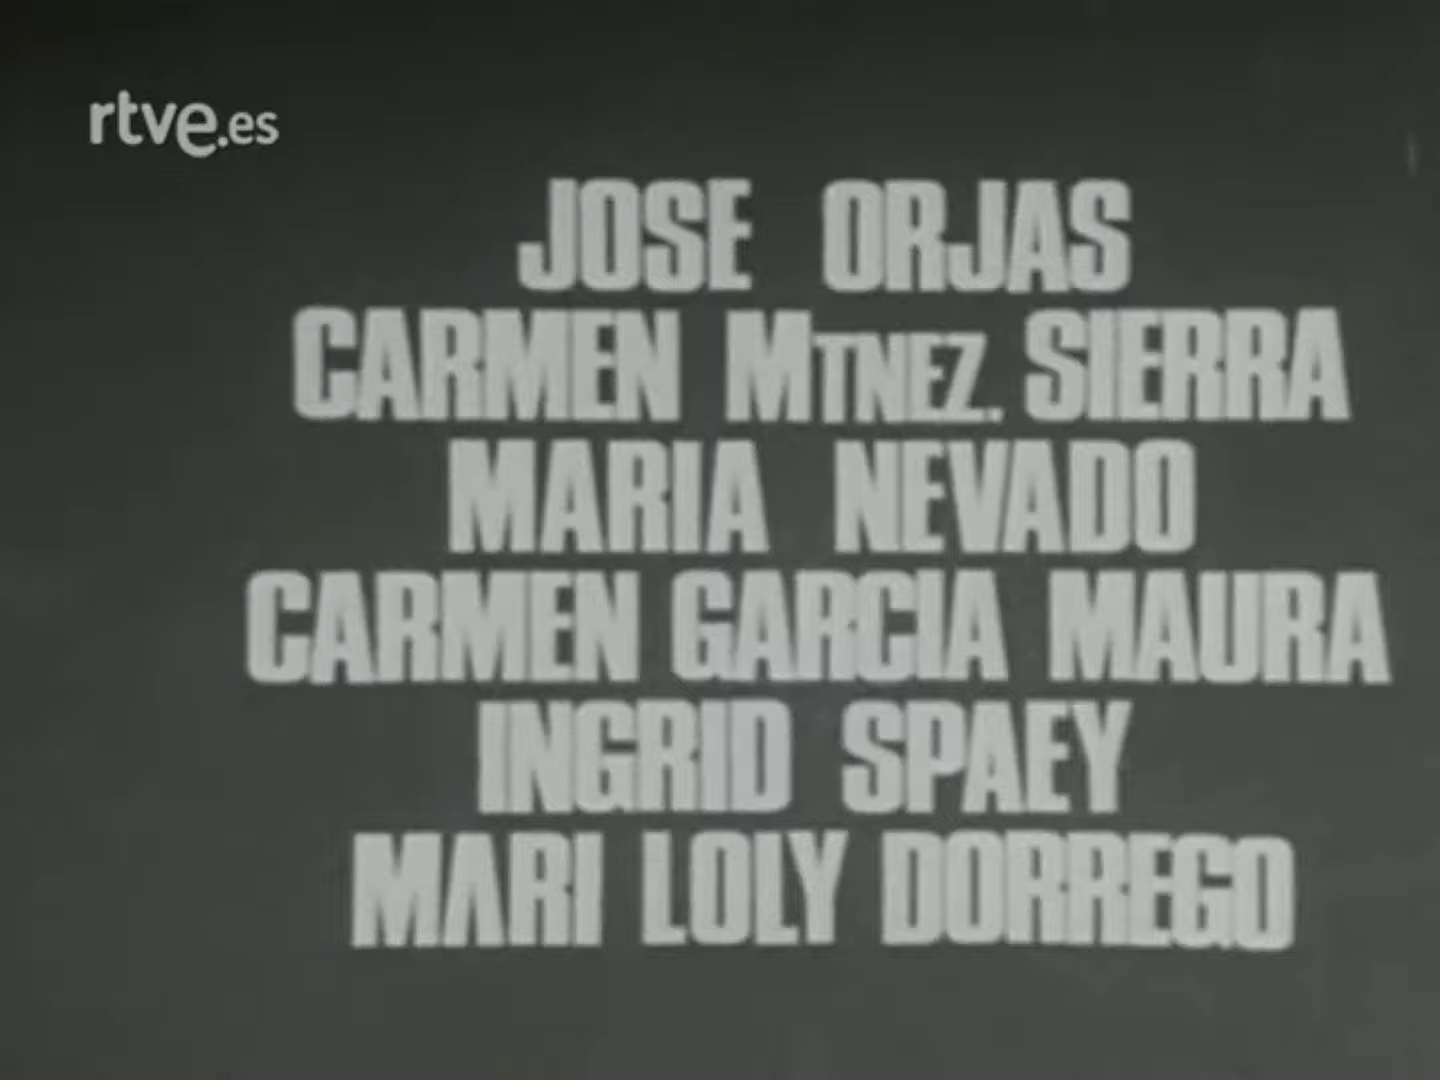 rtve.es
JOSE ORJAS
CARMEN MTNEZ. SIERRA
MARIA NEVADO
CARMEN GARCIA MAURA
INGRID SPAEY
MARI LOLY DORREGO